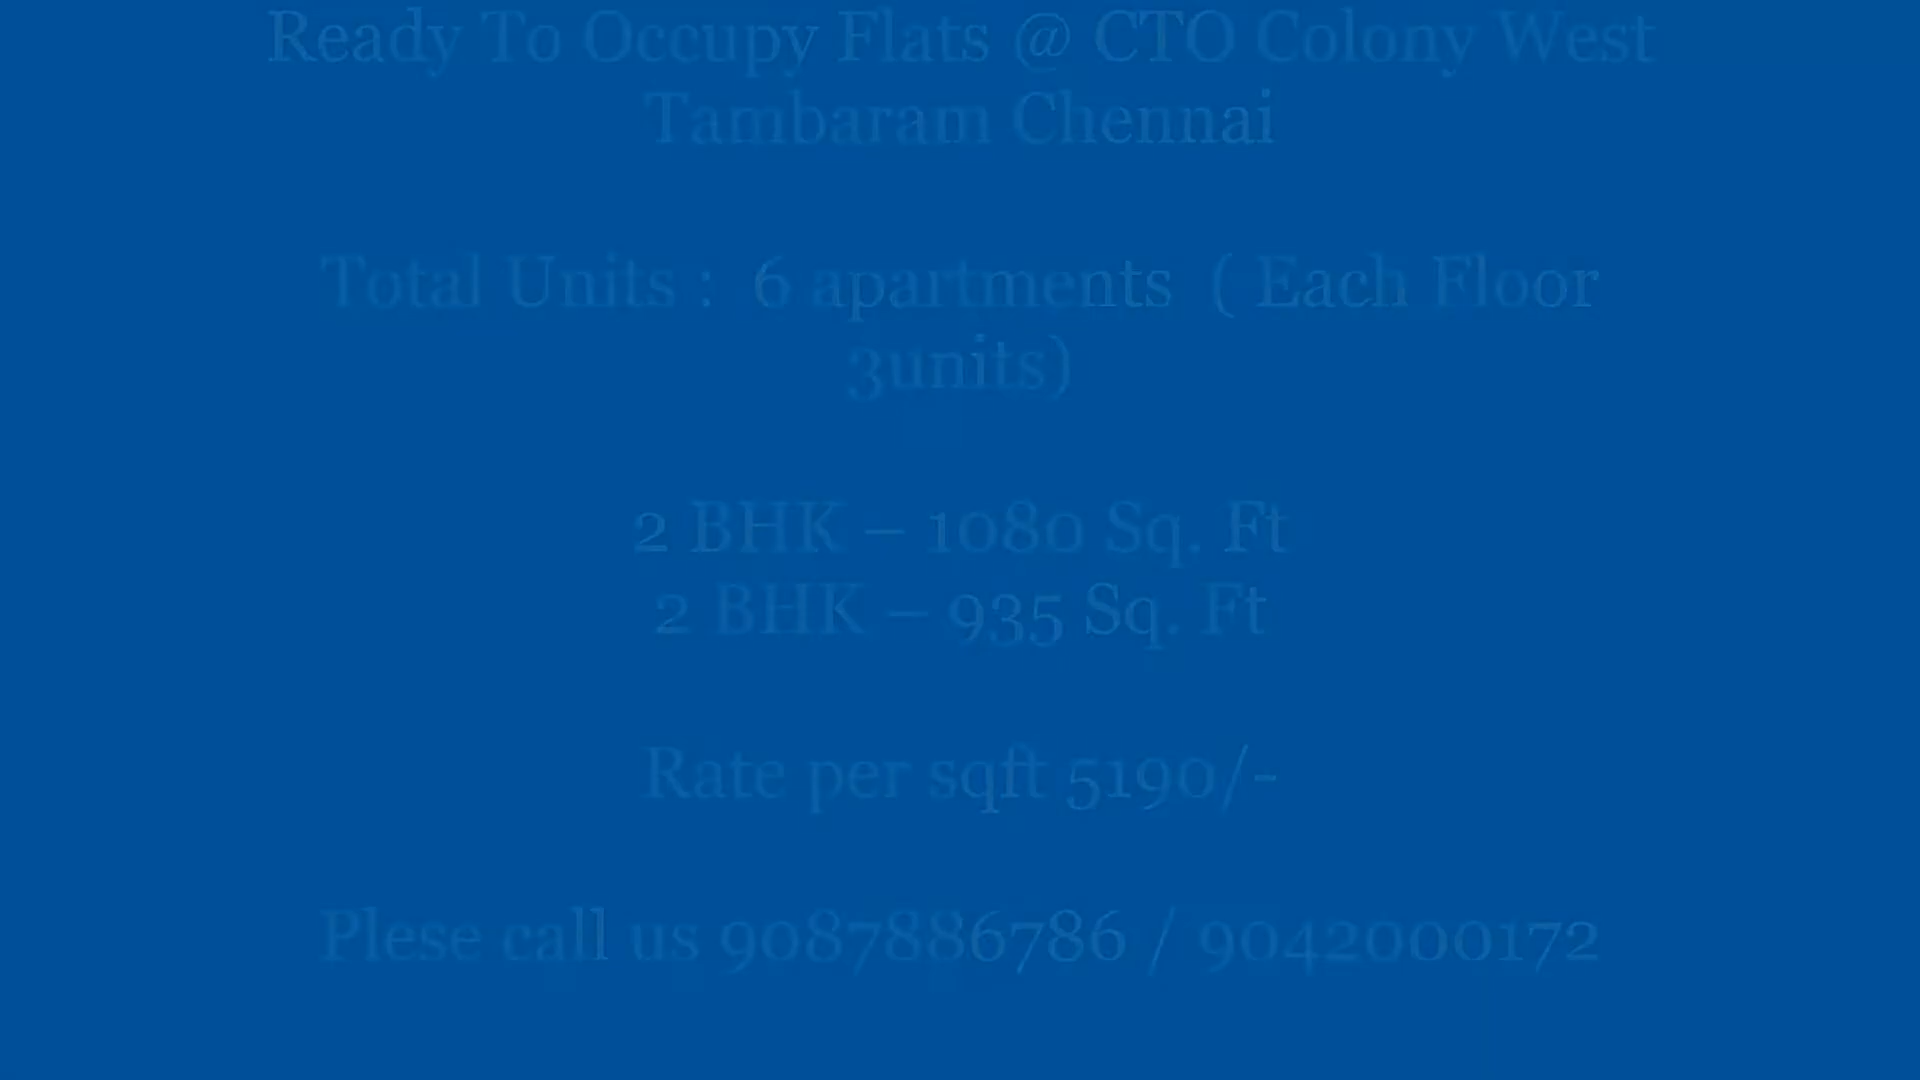 Ready To Occupy Flats @ CTO Colony West
Tambaram Chennai
Total Units : 6 apartments ( Each Floor
3units)
2 BHK – 1080 Sq. Ft
2 BHK – 935 Sq. Ft
Rate per sqft 5190/-
Plese call us 9087886786 / 9042000172